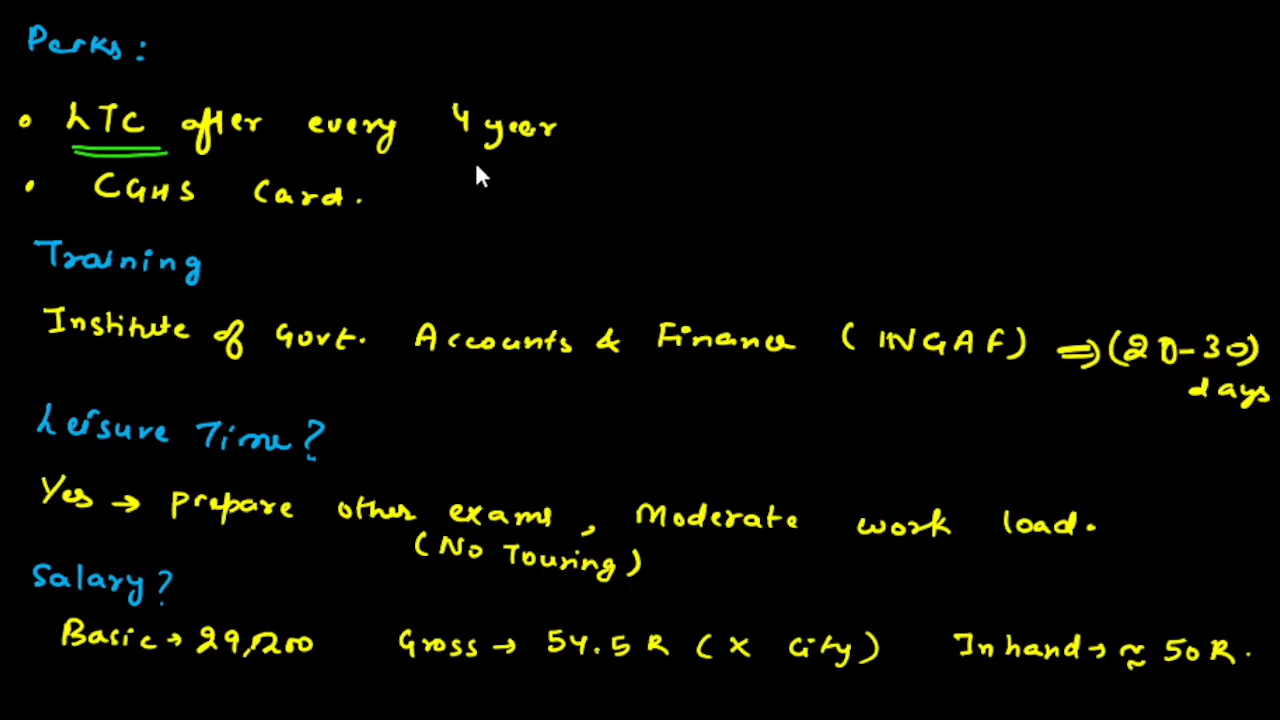 Perks:
• LTC after every 4 year
• CGHS Card.
Training
Institute of Govt. Accounts & Finance (INGAF) ⇒ (20-30) days
Leisure Time?
Yes → Prepare other exams, Moderate work load.
(No Touring)
Salary?
Basic → 29,200 Gross → 54.5 K (X City) Inhand → ≈ 50 K.